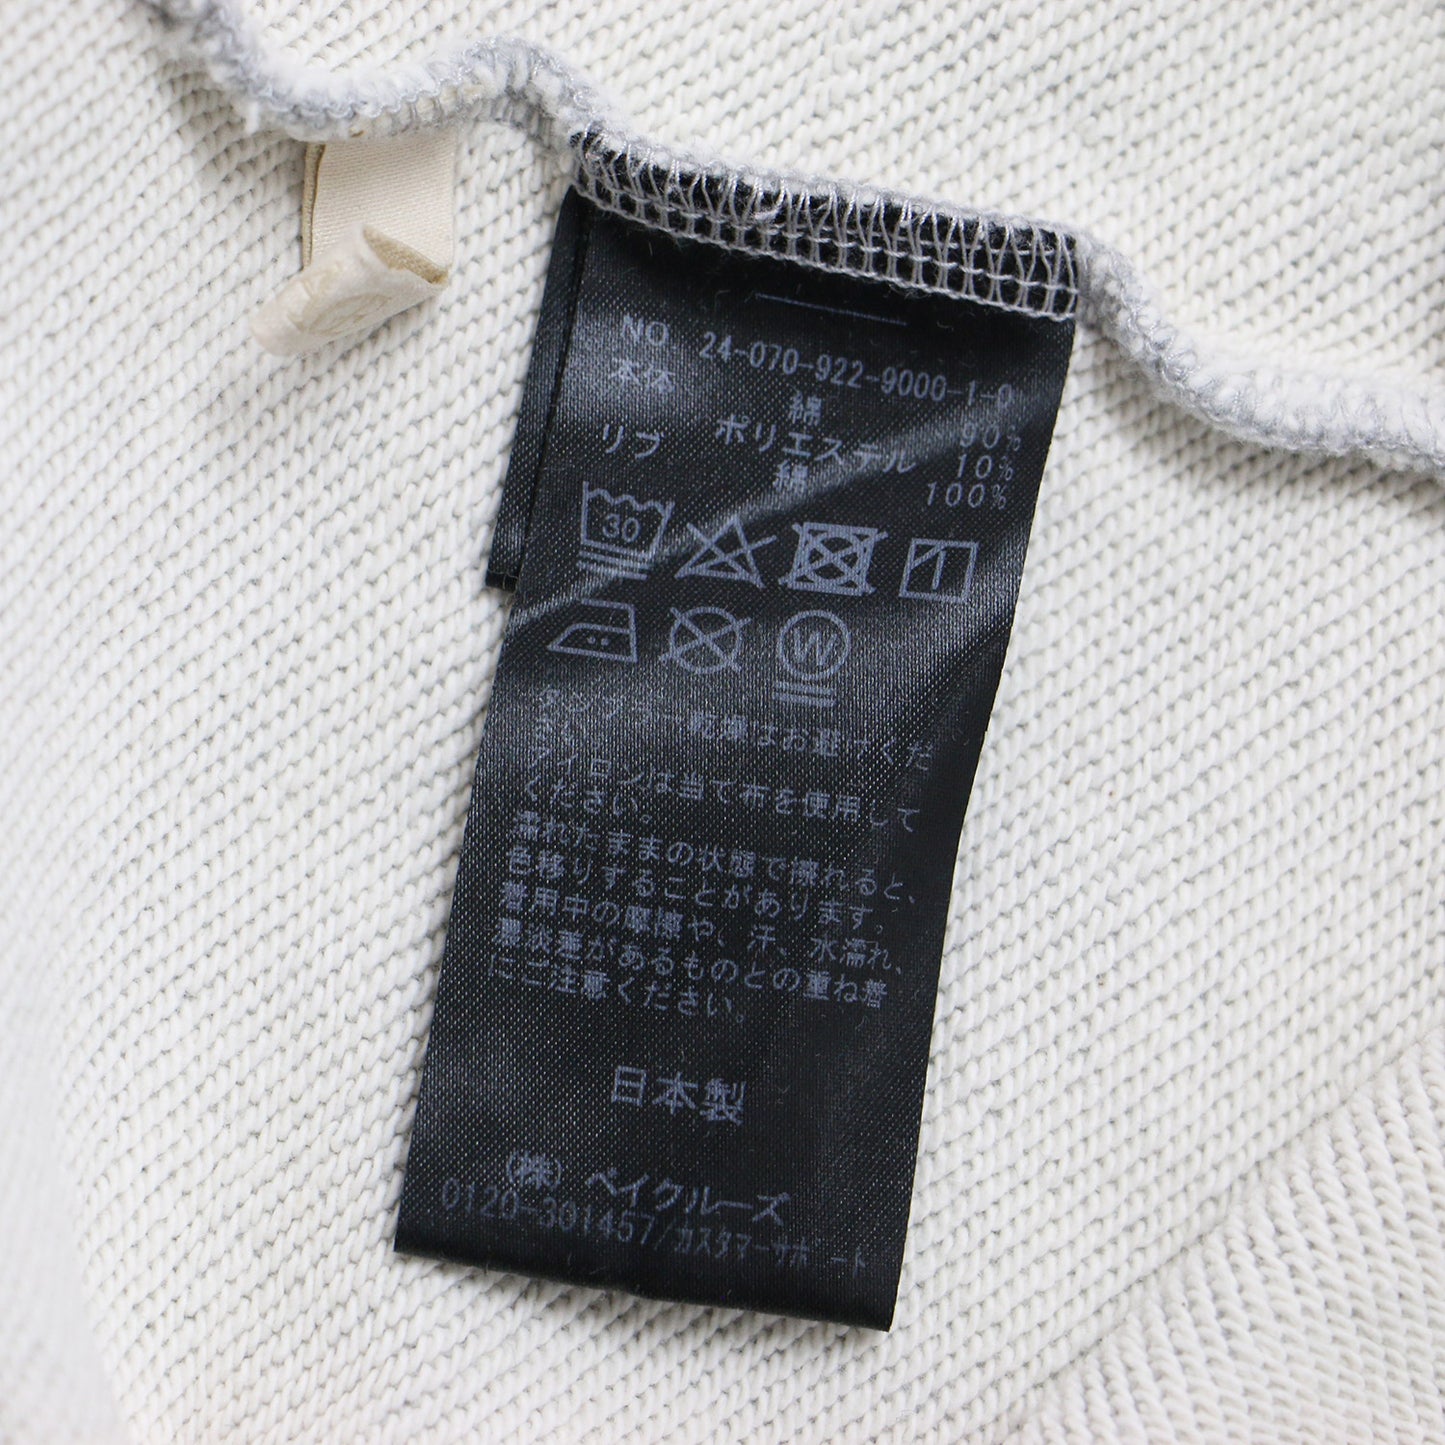 NO 24-070-922-9000-1-0
本体 綿 90%
ポリエステル 10%
リブ 綿 100%
30
W
タンブラー乾燥はお避けくだ
さい。
アイロンは当て布を使用して
ください。
濡れたままの状態で擦れると、
色移りすることがあります。
着用中の摩擦や、汗、水濡れ、
濃淡差があるものとの重ね着
にご注意ください。
日本製
(株) ベイクルーズ
0120-301457/カスタマーサポート